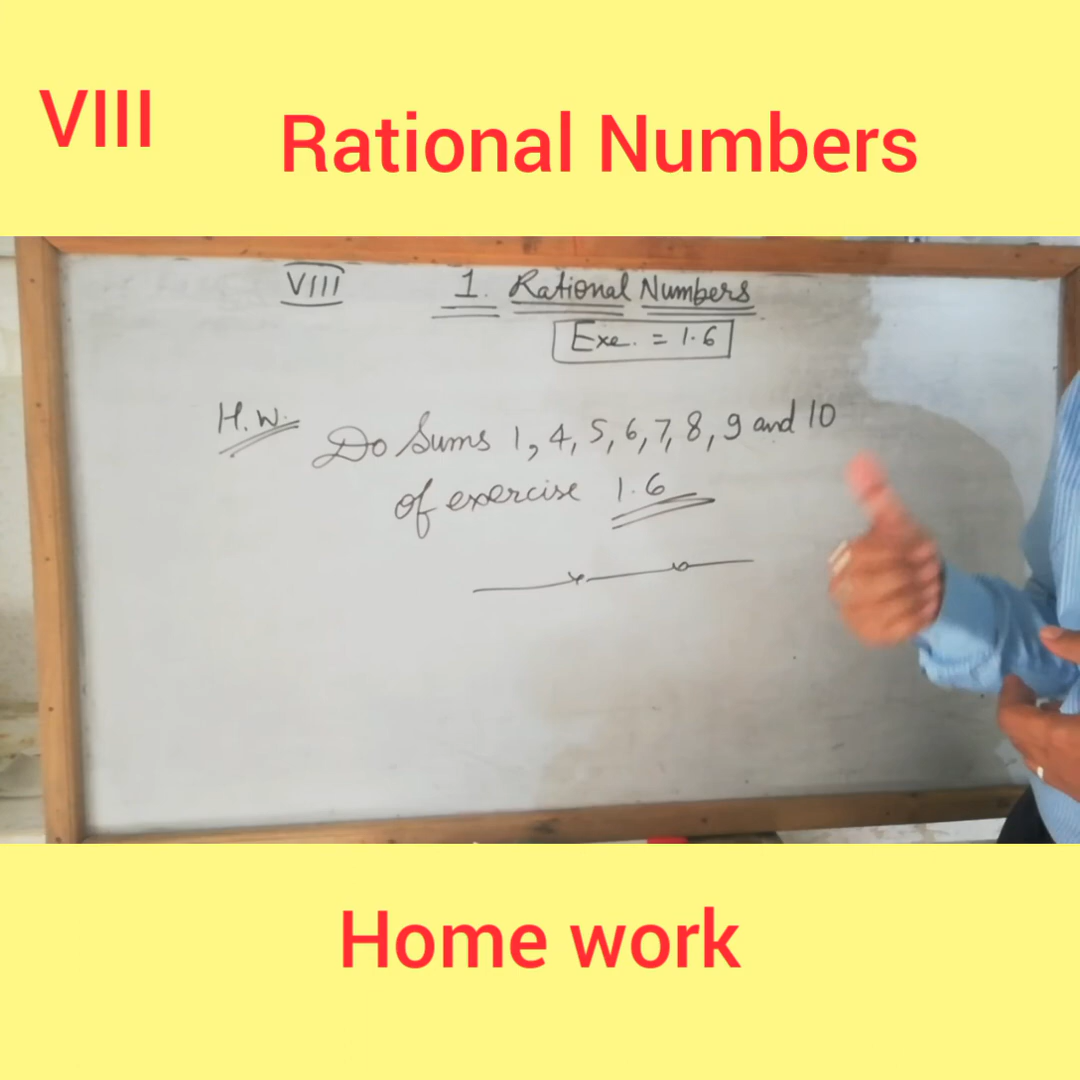 VIII
Rational Numbers
VIII 1. Rational Numbers
Exe. = 1.6
H.W. Do Sums 1, 4, 5, 6, 7, 8, 9 and 10
of exercise 1.6
Home work